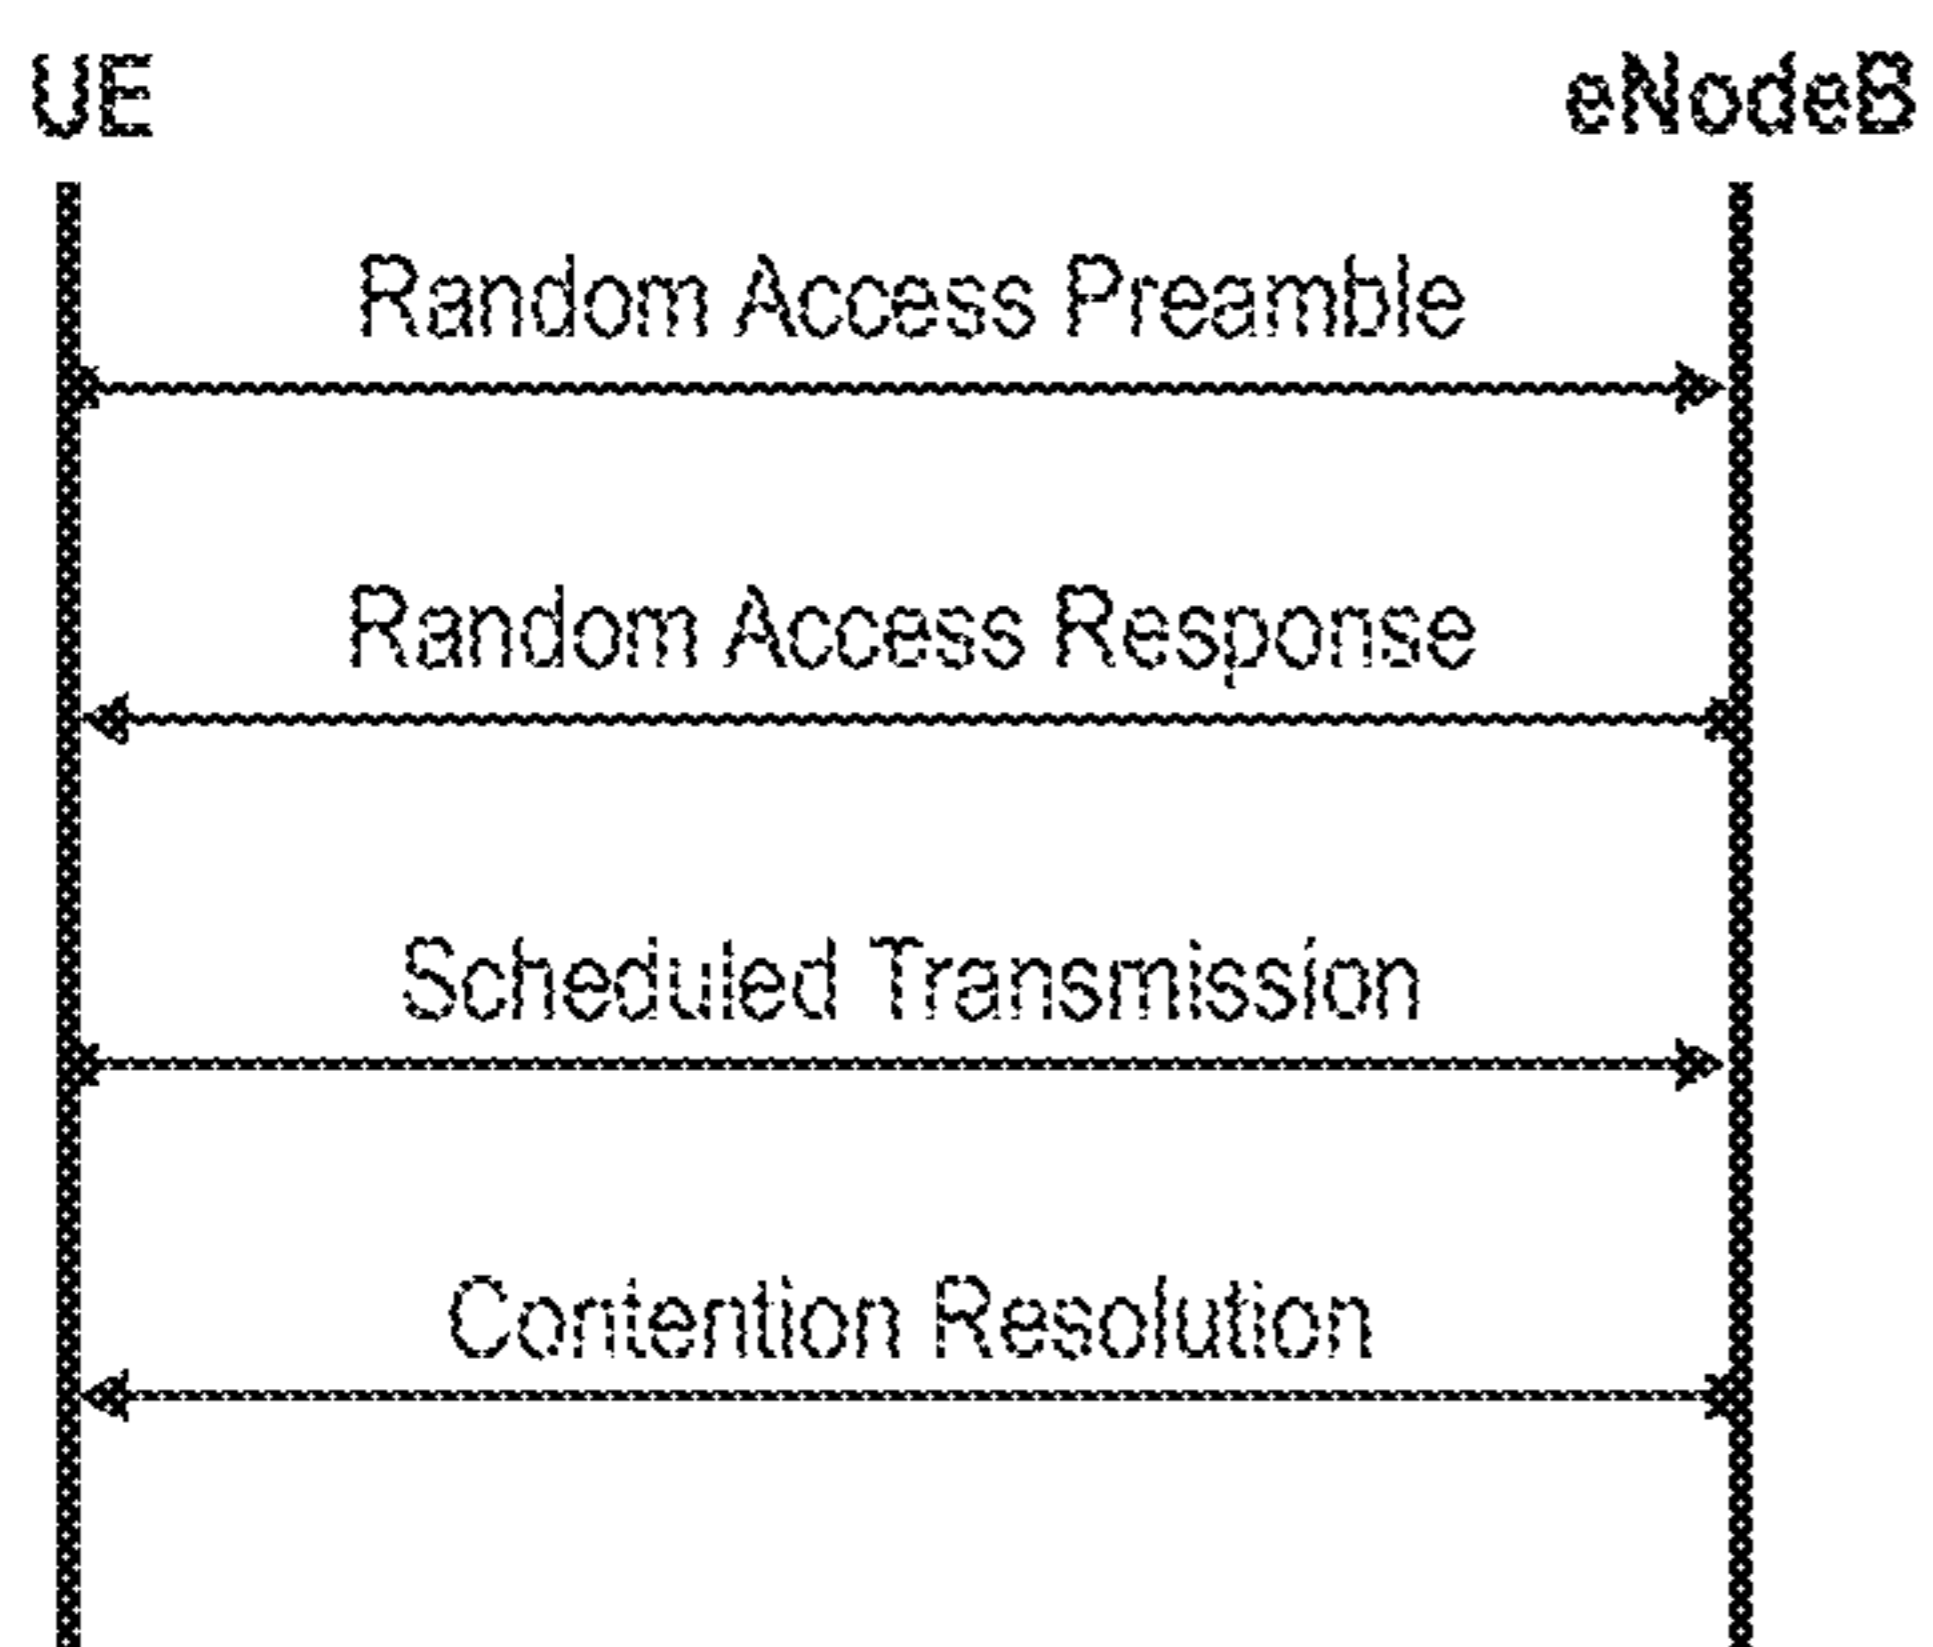 UE eNodeB
Random Access Preamble
Random Access Response
Scheduled Transmission
Contention Resolution